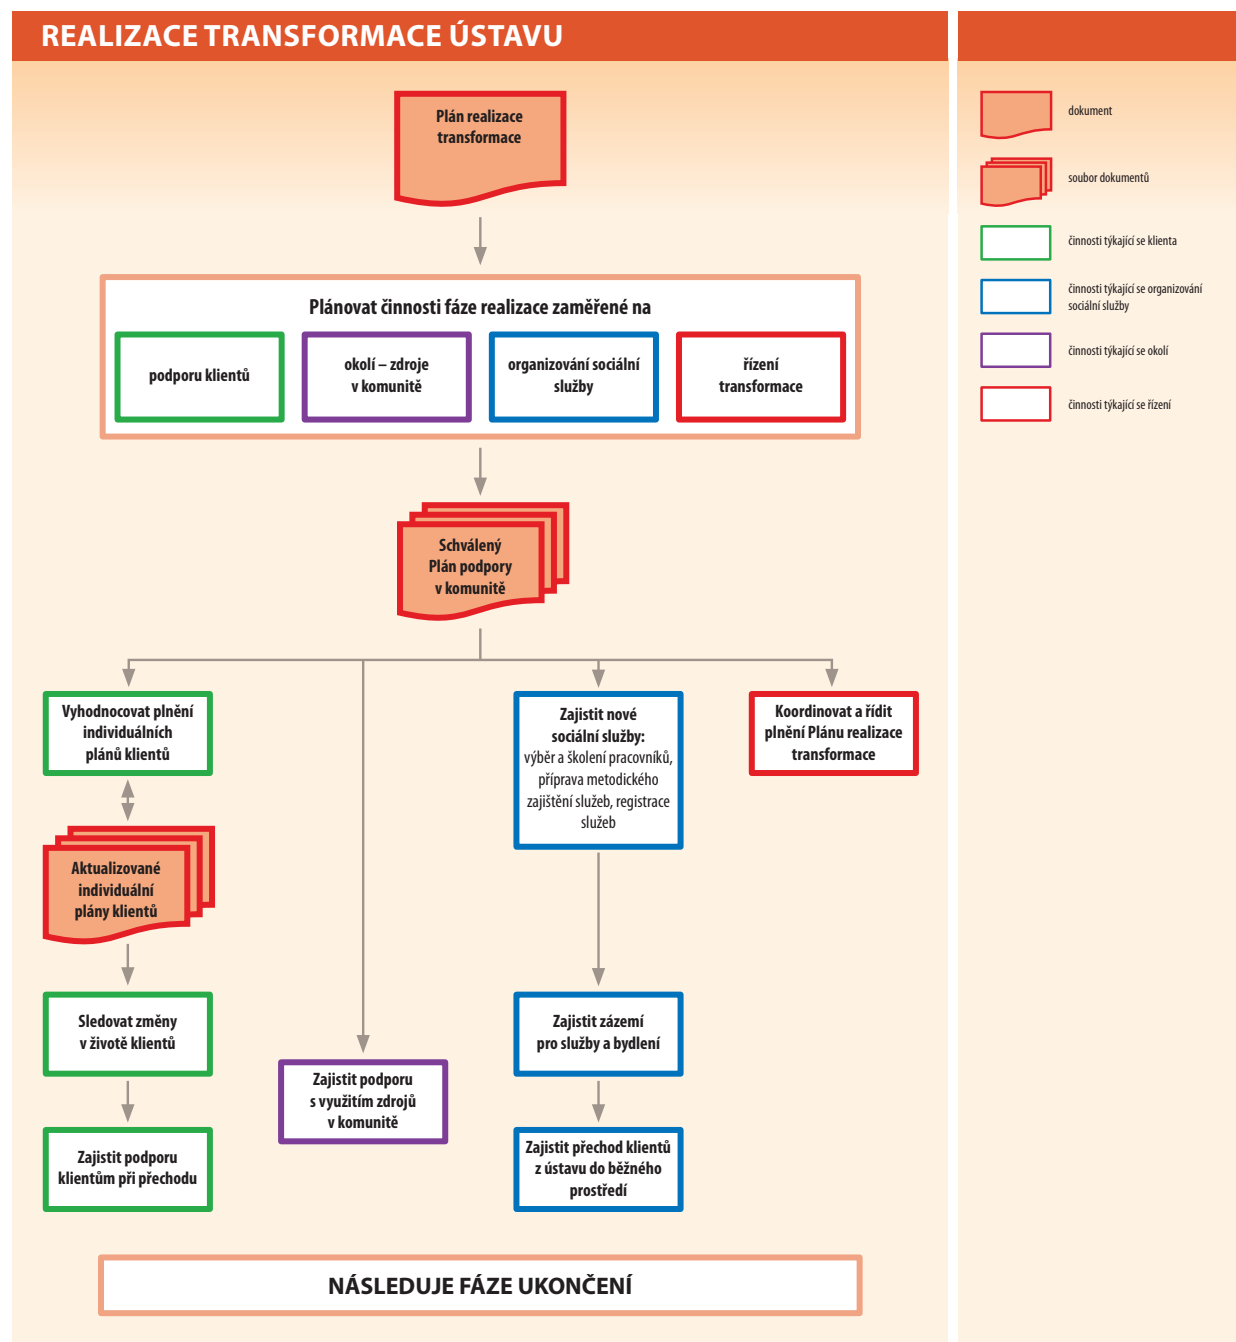 REALIZACE TRANSFORMACE ÚSTAVU
Plán realizace
transformace
Plánovat činnosti fáze realizace zaměřené na
podporu klientů
okolí – zdroje
v komunitě
organizování sociální
služby
řízení
transformace
Schválený
Plán podpory
v komunitě
Vyhodnocovat plnění
individuálních
plánů klientů
Zajistit nové
sociální služby:
výběr a školení pracovníků,
příprava metodického
zajištění služeb, registrace
služeb
Koordinovat a řídit
plnění Plánu realizace
transformace
Aktualizované
individuální
plány klientů
Sledovat změny
v životě klientů
Zajistit zázemí
pro služby a bydlení
Zajistit podporu
s využitím zdrojů
v komunitě
Zajistit podporu
klientům při přechodu
Zajistit přechod klientů
z ústavu do běžného
prostředí
NÁSLEDUJE FÁZE UKONČENÍ
dokument
soubor dokumentů
činnosti týkající se klienta
činnosti týkající se organizování
sociální služby
činnosti týkající se okolí
činnosti týkající se řízení